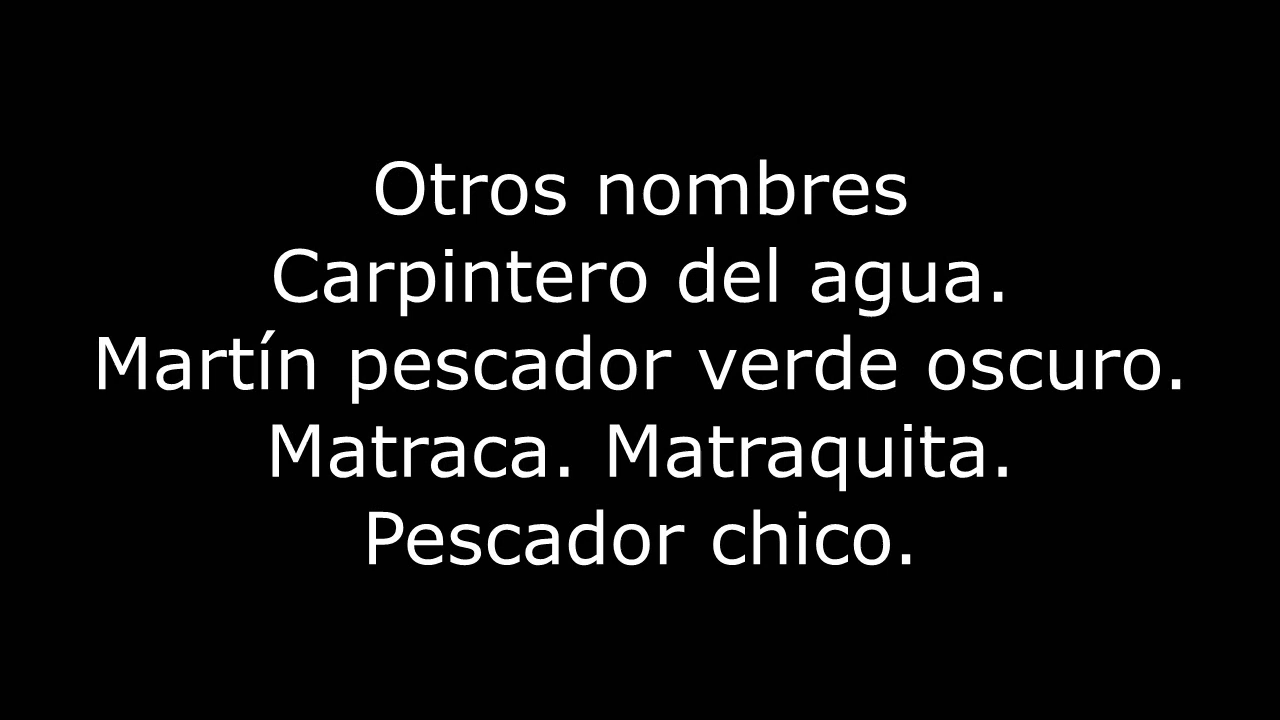 Otros nombres
Carpintero del agua.
Martín pescador verde oscuro.
Matraca. Matraquita.
Pescador chico.